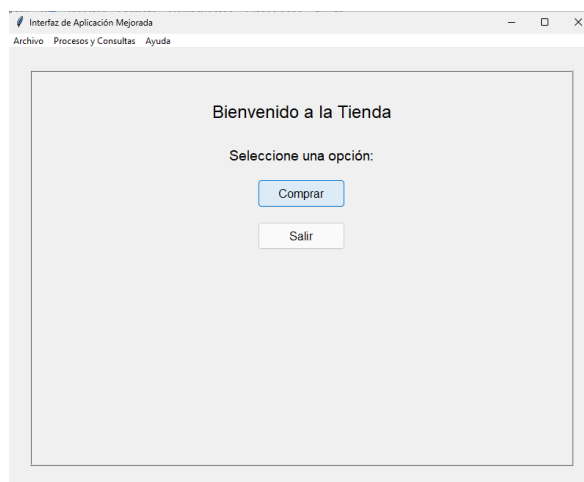 Interfaz de Aplicación Mejorada
Archivo Procesos y Consultas Ayuda
Bienvenido a la Tienda
Seleccione una opción:
Comprar
Salir